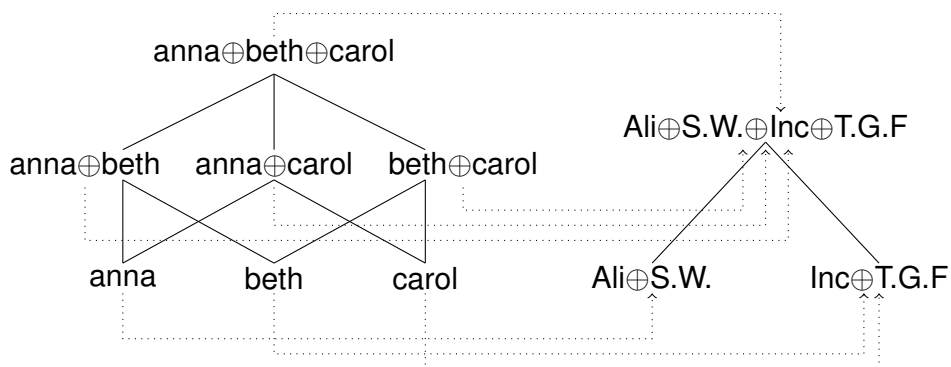 anna⊕beth⊕carol
Ali⊕S.W.⊕Inc⊕T.G.F
anna⊕beth anna⊕carol beth⊕carol
anna beth carol Ali⊕S.W. Inc⊕T.G.F